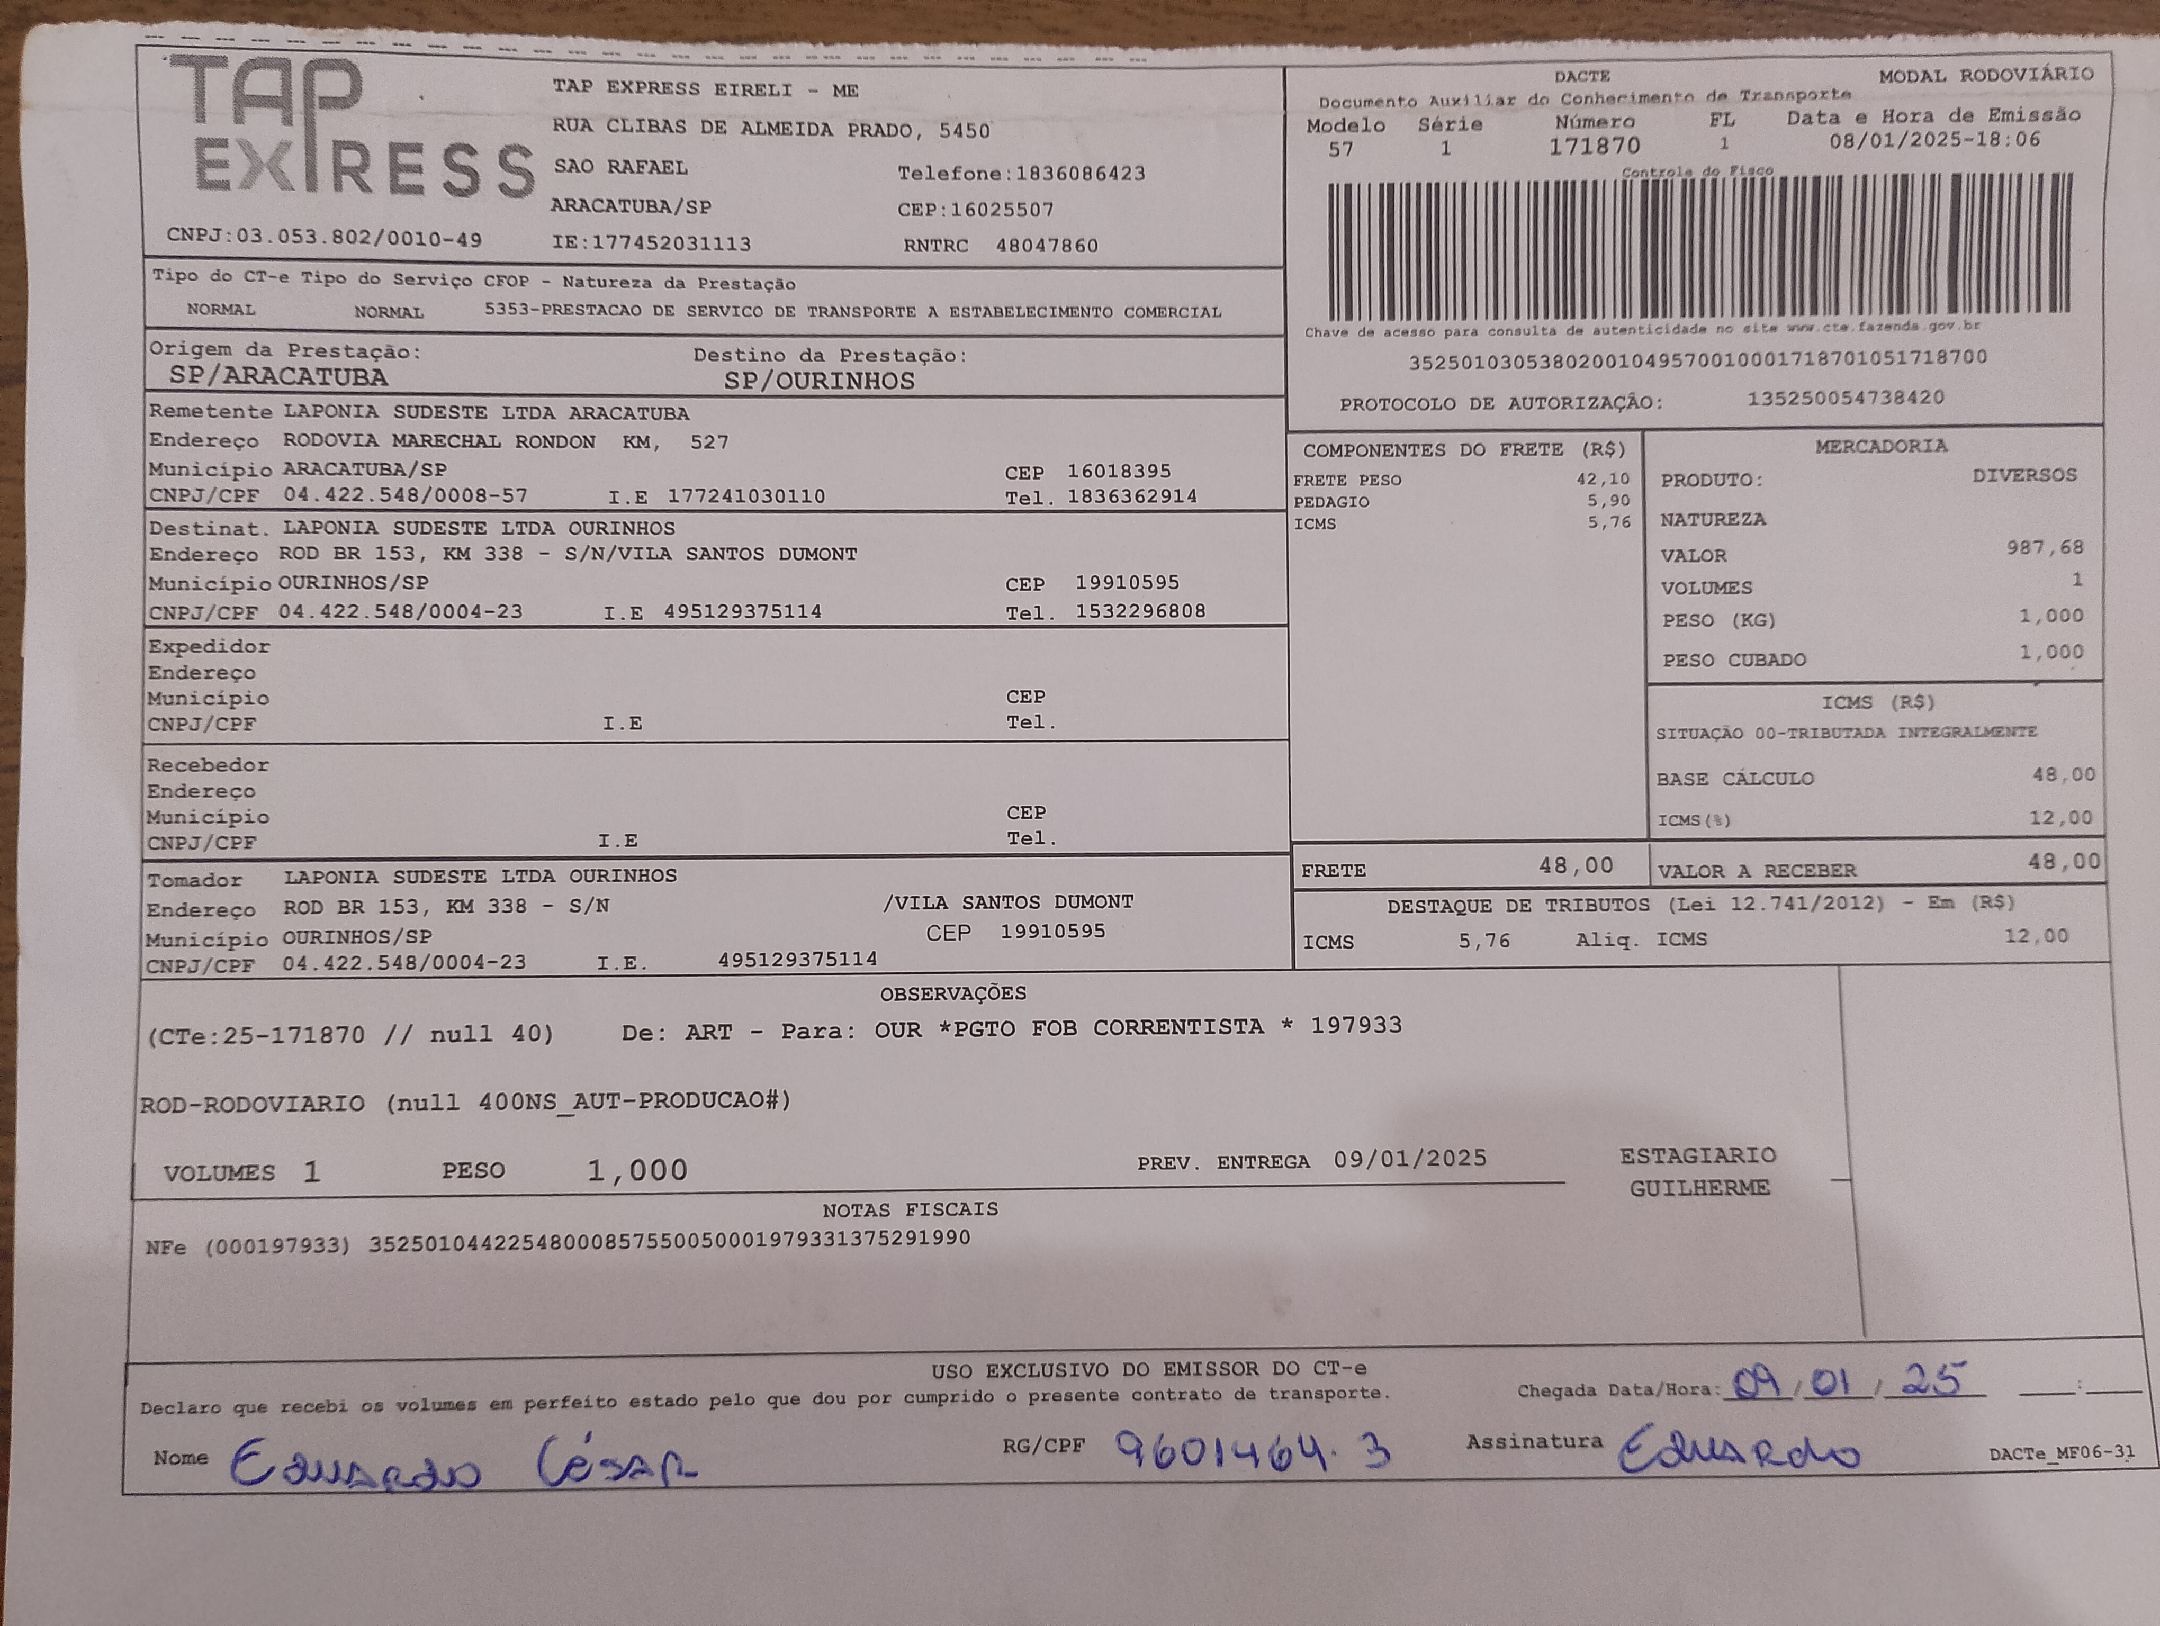 TAP EXPRESS
TAP EXPRESS EIRELI - ME
RUA CLIBAS DE ALMEIDA PRADO, 5450
SAO RAFAEL Telefone:1836086423
ARACATUBA/SP CEP:16025507
CNPJ:03.053.802/0010-49 IE:177452031113 RNTRC 48047860
DACTE MODAL RODOVIÁRIO
Documento Auxiliar do Conhecimento de Transporte
Modelo Série Número FL Data e Hora de Emissão
57 1 171870 1 08/01/2025-18:06
Controle do Fisco
Chave de acesso para consulta de autenticidade no site www.cte.fazenda.gov.br
35250103053802001049570010001718701051718700
PROTOCOLO DE AUTORIZAÇÃO: 135250054738420
Tipo do CT-e Tipo do Serviço CFOP - Natureza da Prestação
NORMAL NORMAL 5353-PRESTACAO DE SERVICO DE TRANSPORTE A ESTABELECIMENTO COMERCIAL
Origem da Prestação: Destino da Prestação:
SP/ARACATUBA SP/OURINHOS
Remetente LAPONIA SUDESTE LTDA ARACATUBA
Endereço RODOVIA MARECHAL RONDON KM, 527
Município ARACATUBA/SP CEP 16018395
CNPJ/CPF 04.422.548/0008-57 I.E 177241030110 Tel. 1836362914
Destinat. LAPONIA SUDESTE LTDA OURINHOS
Endereço ROD BR 153, KM 338 - S/N/VILA SANTOS DUMONT
Município OURINHOS/SP CEP 19910595
CNPJ/CPF 04.422.548/0004-23 I.E 495129375114 Tel. 1532296808
Expedidor
Endereço
Município CEP
CNPJ/CPF I.E Tel.
Recebedor
Endereço
Município CEP
CNPJ/CPF I.E Tel.
Tomador LAPONIA SUDESTE LTDA OURINHOS
Endereço ROD BR 153, KM 338 - S/N /VILA SANTOS DUMONT
Município OURINHOS/SP CEP 19910595
CNPJ/CPF 04.422.548/0004-23 I.E. 495129375114
COMPONENTES DO FRETE (R$)
FRETE PESO 42,10
PEDAGIO 5,90
ICMS 5,76
MERCADORIA
PRODUTO: DIVERSOS
NATUREZA
VALOR 987,68
VOLUMES 1
PESO (KG) 1,000
PESO CUBADO 1,000
ICMS (R$)
SITUAÇÃO 00-TRIBUTADA INTEGRALMENTE
BASE CÁLCULO 48,00
ICMS(%) 12,00
FRETE 48,00 VALOR A RECEBER 48,00
DESTAQUE DE TRIBUTOS (Lei 12.741/2012) - Em (R$)
ICMS 5,76 Aliq. ICMS 12,00
OBSERVAÇÕES
(CTe:25-171870 // null 40) De: ART - Para: OUR *PGTO FOB CORRENTISTA * 197933
ROD-RODOVIARIO (null 400NS_AUT-PRODUCAO#)
VOLUMES 1 PESO 1,000 PREV. ENTREGA 09/01/2025 ESTAGIARIO
GUILHERME
NOTAS FISCAIS
NFe (000197933) 35250104422548000857550050001979331375291990
USO EXCLUSIVO DO EMISSOR DO CT-e
Declaro que recebi os volumes em perfeito estado pelo que dou por cumprido o presente contrato de transporte. Chegada Data/Hora: 09/01/25 __:__
Nome Eduardo César RG/CPF 9601464.3 Assinatura Eduardo DACTe_MF06-31